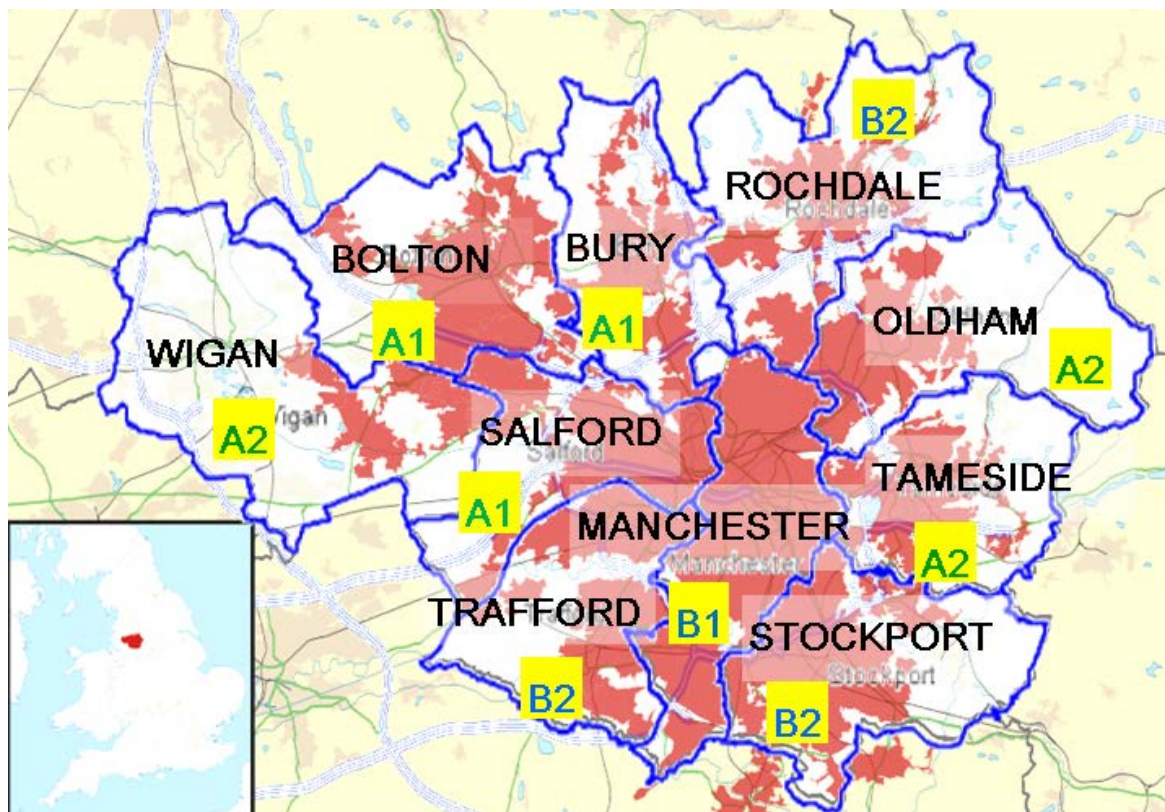 B2
ROCHDALE
Rochdale
BOLTON
BURY
A1
A1
OLDHAM
A2
WIGAN
Wigan
A2
SALFORD
Salford
A1
TAMESIDE
A2
MANCHESTER
Manchester
TRAFFORD
B1
STOCKPORT
Stockport
B2
B2